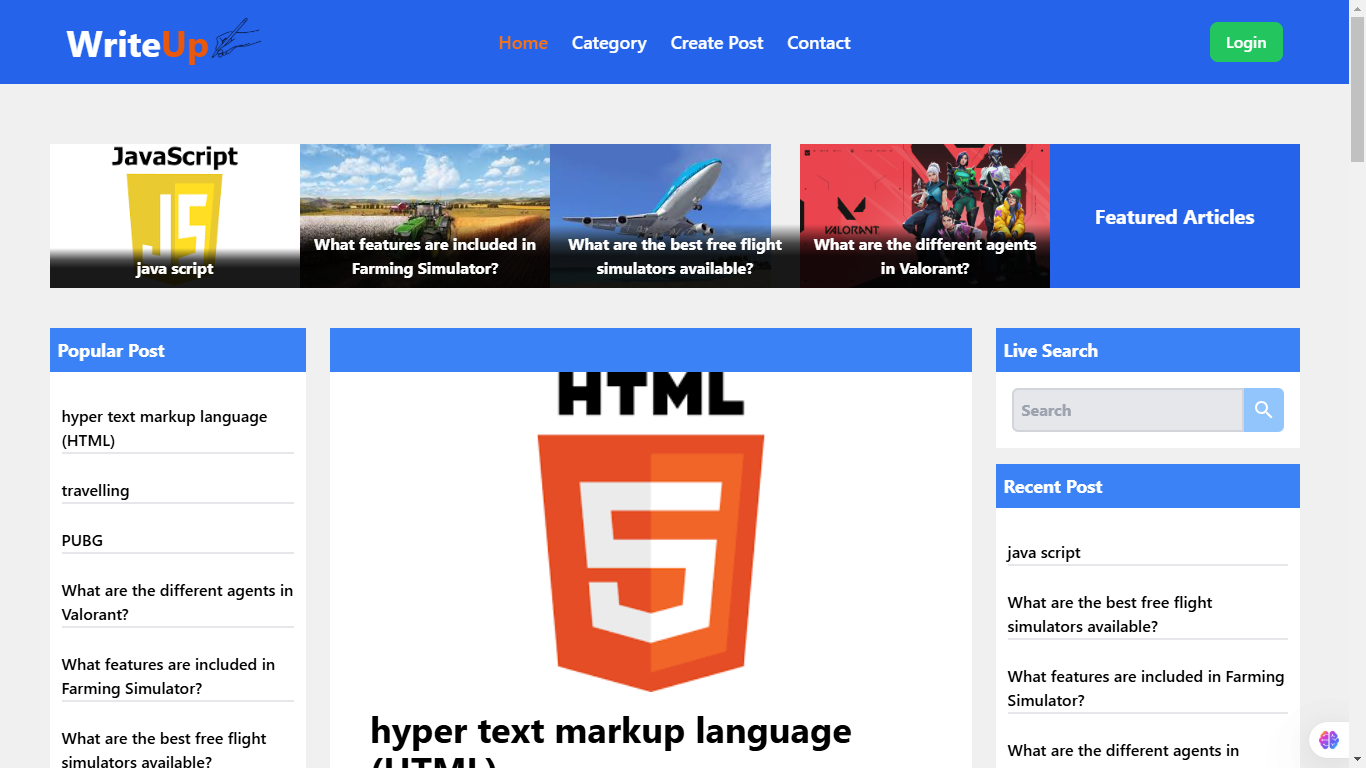 WriteUp
Home Category Create Post Contact
Login
JavaScript
JS
java script
What features are included in
Farming Simulator?
What are the best free flight
simulators available?
VALORANT
What are the different agents
in Valorant?
Featured Articles
Popular Post
hyper text markup language
(HTML)
travelling
PUBG
What are the different agents in
Valorant?
What features are included in
Farming Simulator?
What are the best free flight
simulators available?
HTML
5
hyper text markup language
(HTML)
Live Search
Search
Recent Post
java script
What are the best free flight
simulators available?
What features are included in Farming
Simulator?
What are the different agents in